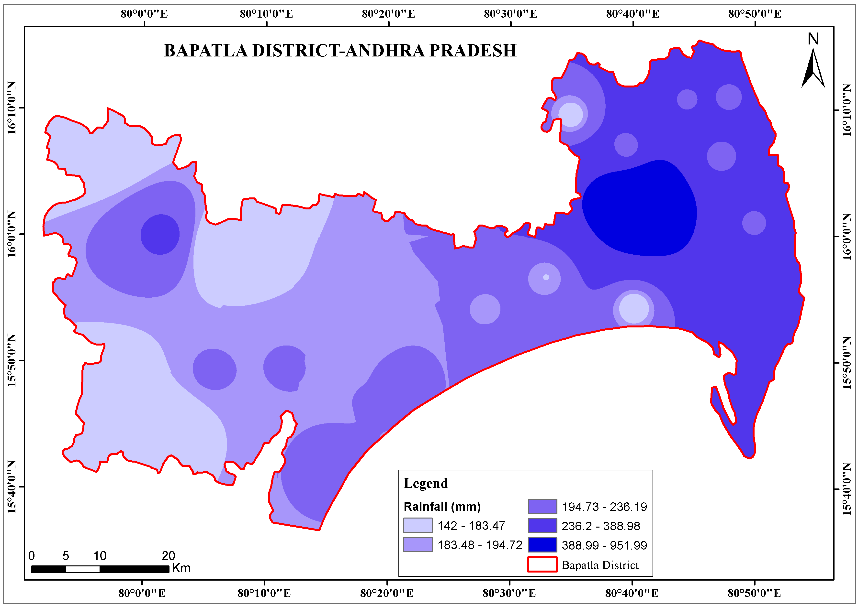 80°0'0"E 80°10'0"E 80°20'0"E 80°30'0"E 80°40'0"E 80°50'0"E
BAPATLA DISTRICT-ANDHRA PRADESH
N
16°10'0"N
16°0'0"N
15°50'0"N
15°40'0"N
16°10'0"N
16°0'0"N
15°50'0"N
15°40'0"N
Legend
Rainfall (mm)
142 - 183.47
183.48 - 194.72
194.73 - 236.19
236.2 - 388.98
388.99 - 951.99
Bapatla District
0 5 10 20
Km
80°0'0"E 80°10'0"E 80°20'0"E 80°30'0"E 80°40'0"E 80°50'0"E